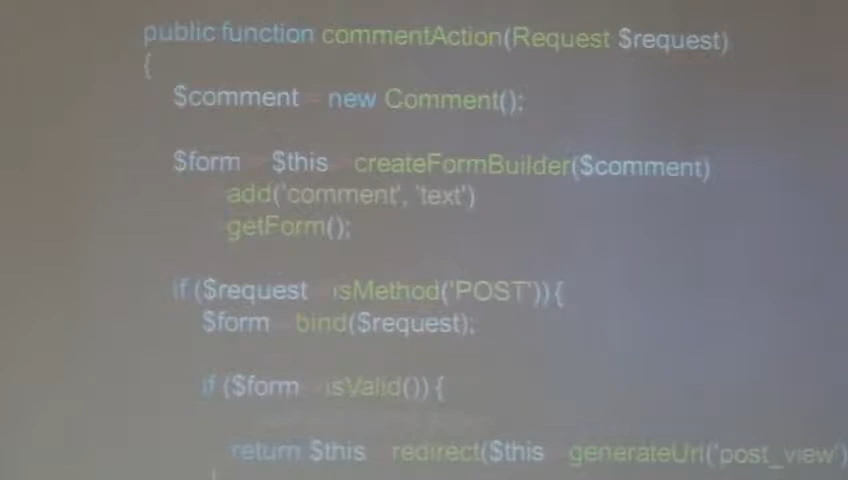 public function commentAction(Request $request)
{
$comment = new Comment();
$form $this createFormBuilder($comment)
add('comment', 'text')
getForm();
if ($request isMethod('POST')){
$form bind($request);
if ($form isValid()) {
return $this redirect($this generateUrl('post_view')